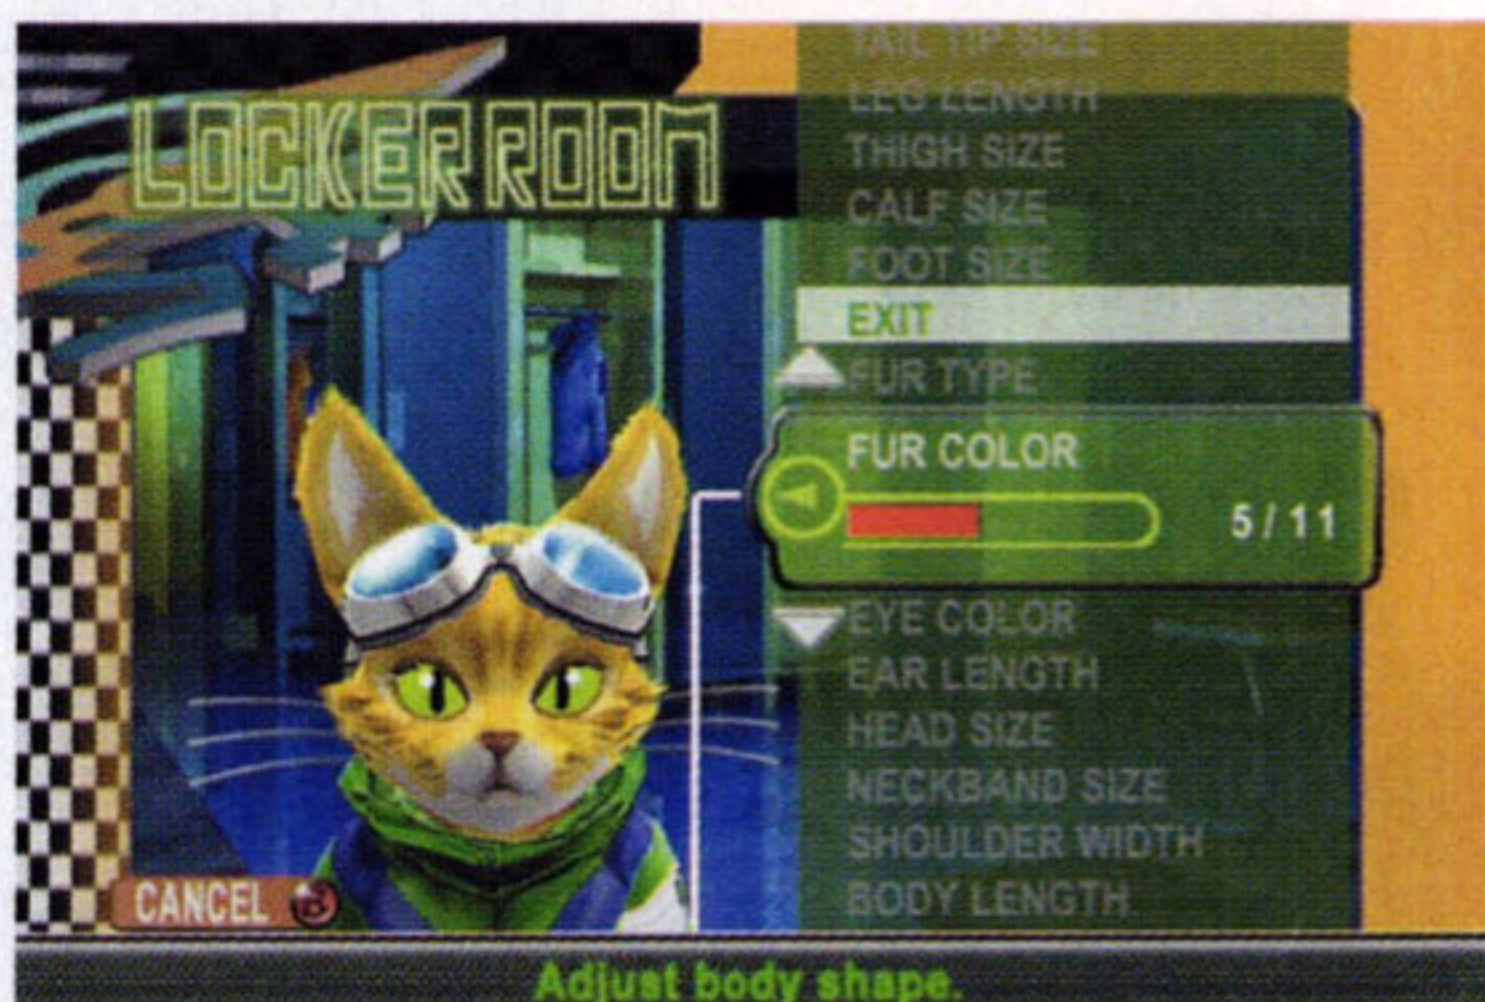 LOCKER ROOM
TAIL TIP SIZE
LEG LENGTH
THIGH SIZE
CALF SIZE
FOOT SIZE
EXIT
FUR TYPE
FUR COLOR
5/11
EYE COLOR
EAR LENGTH
HEAD SIZE
NECKBAND SIZE
SHOULDER WIDTH
BODY LENGTH
CANCEL B
Adjust body shape.